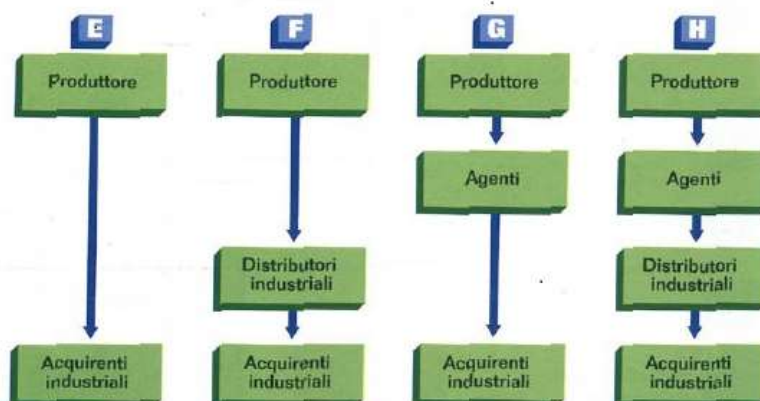 E
F
G
H
Produttore
Produttore
Produttore
Produttore
Agenti
Agenti
Distributori
industriali
Distributori
industriali
Acquirenti
industriali
Acquirenti
industriali
Acquirenti
industriali
Acquirenti
industriali